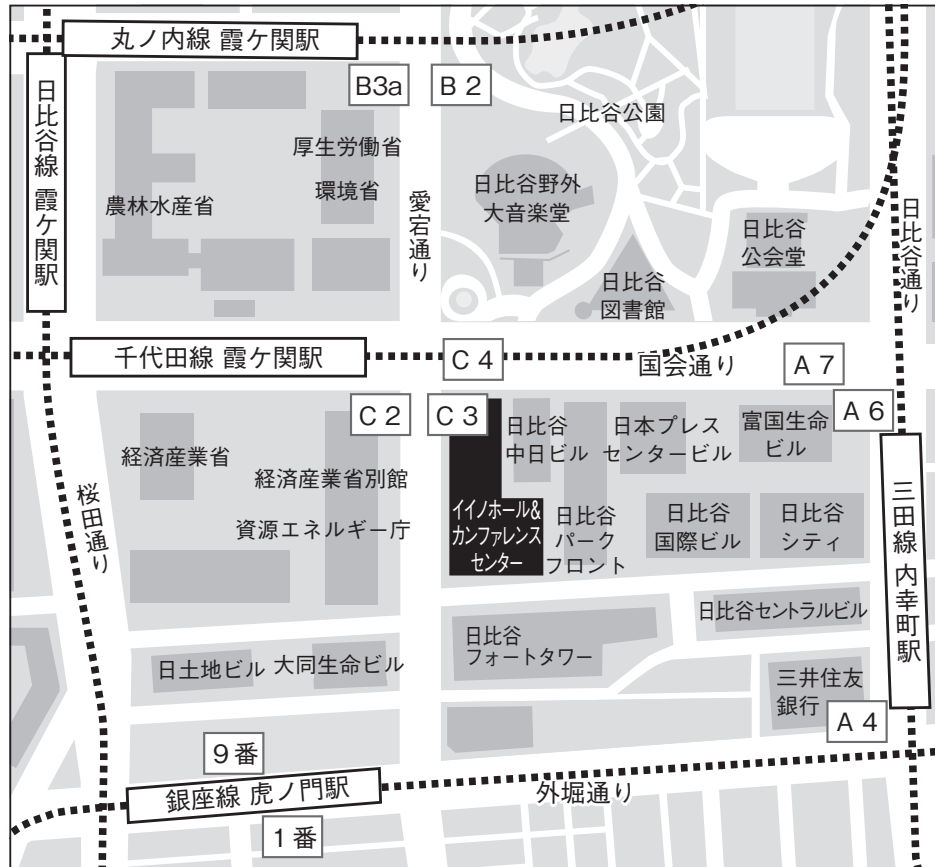 丸ノ内線 霞ケ関駅
日比谷線 霞ケ関駅
B3a
B2
日比谷公園
厚生労働省
環境省
農林水産省
愛宕通り
日比谷野外
大音楽堂
日比谷
公会堂
日比谷
図書館
日比谷通り
千代田線 霞ケ関駅
C4
国会通り
A7
C2
C3
A6
経済産業省
経済産業省別館
資源エネルギー庁
桜田通り
日比谷
中日ビル
日本プレス
センタービル
富国生命
ビル
イイノホール&
カンファレンス
センター
日比谷
パーク
フロント
日比谷
国際ビル
日比谷
シティ
三田線 内幸町駅
日比谷セントラルビル
日比谷
フォートタワー
日土地ビル
大同生命ビル
三井住友
銀行
A4
9番
銀座線 虎ノ門駅
外堀通り
1番